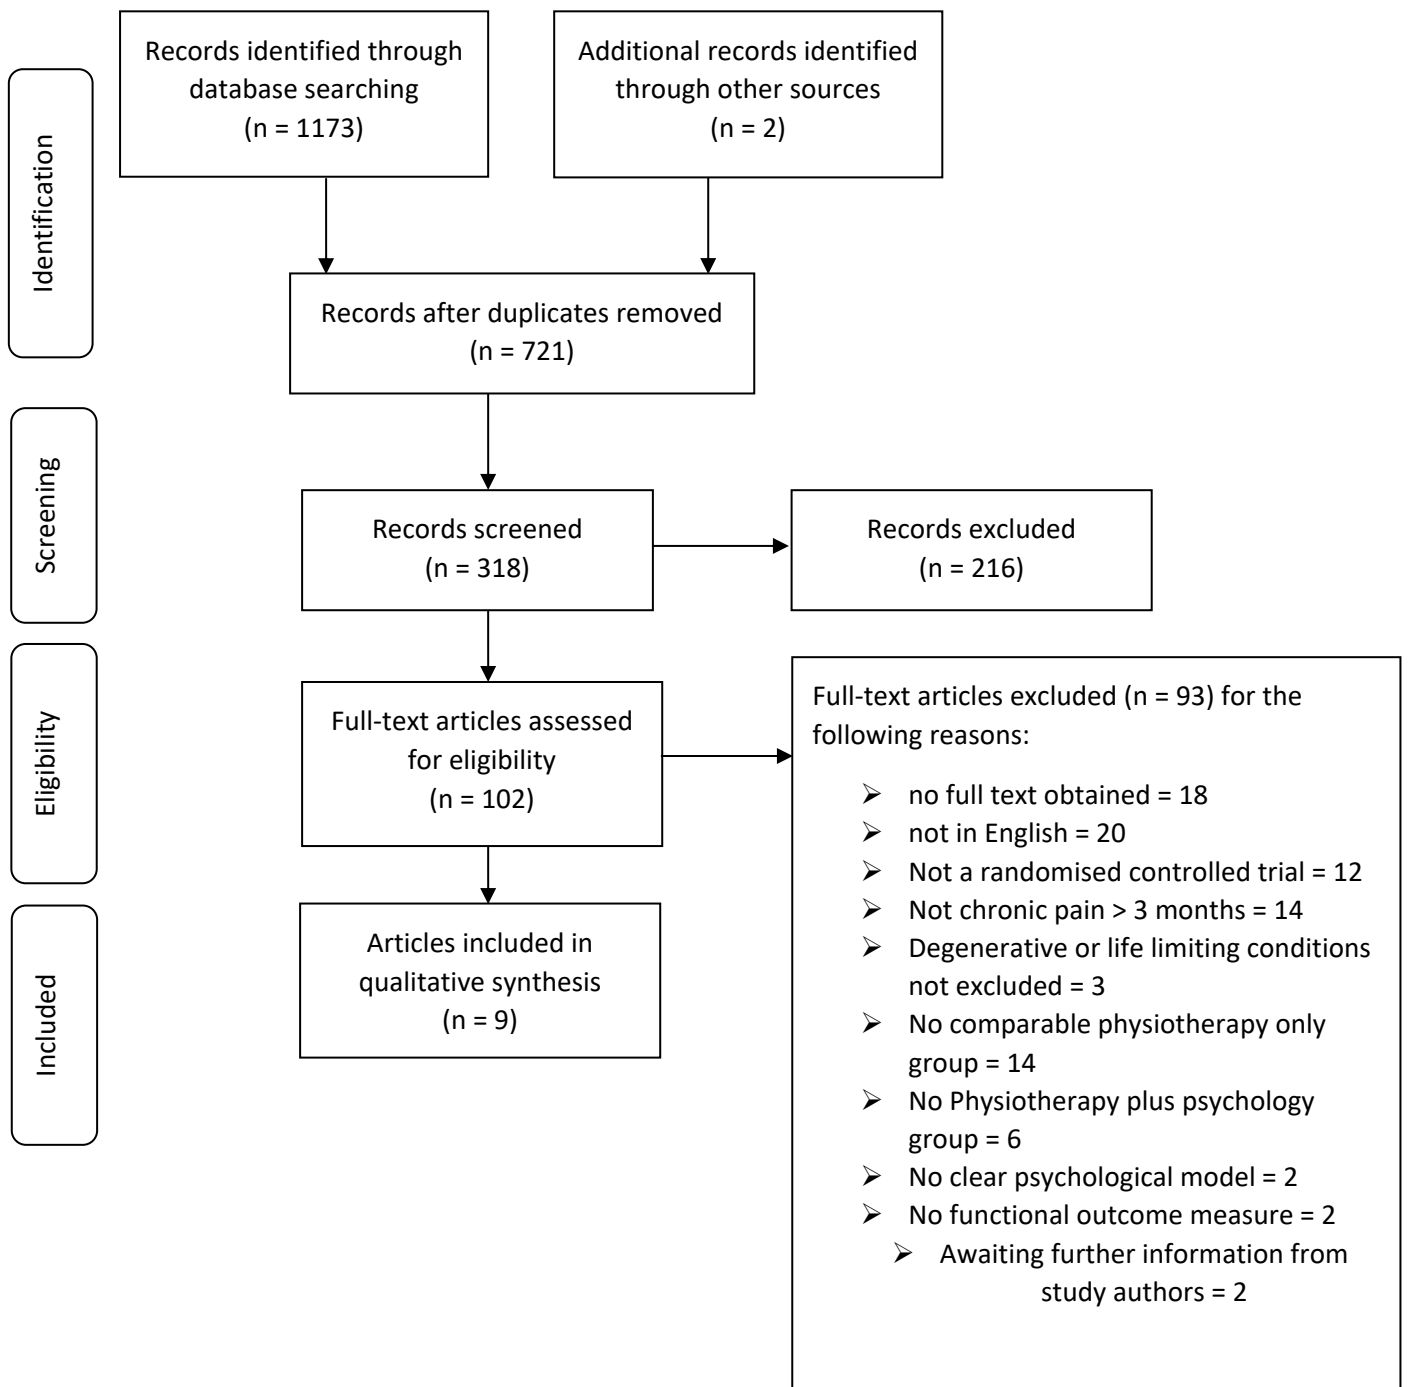 Identification
Records identified through
database searching
(n = 1173)
Additional records identified
through other sources
(n = 2)
Records after duplicates removed
(n = 721)
Screening
Records screened
(n = 318)
Records excluded
(n = 216)
Eligibility
Full-text articles assessed
for eligibility
(n = 102)
Full-text articles excluded (n = 93) for the
following reasons:
➢ no full text obtained = 18
➢ not in English = 20
➢ Not a randomised controlled trial = 12
➢ Not chronic pain > 3 months = 14
➢ Degenerative or life limiting conditions
not excluded = 3
➢ No comparable physiotherapy only
group = 14
➢ No Physiotherapy plus psychology
group = 6
➢ No clear psychological model = 2
➢ No functional outcome measure = 2
➢ Awaiting further information from
study authors = 2
Included
Articles included in
qualitative synthesis
(n = 9)